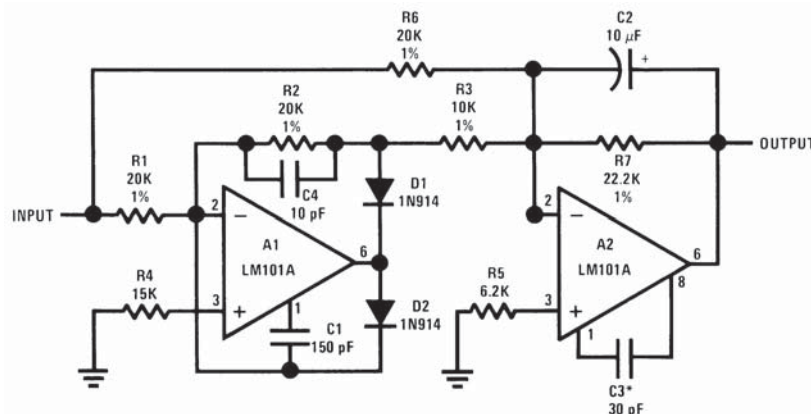 R6
20K
1%
C2
10 μF
+
R2
20K
1%
R3
10K
1%
OUTPUT
R1
20K
1%
C4
10 pF
D1
1N914
R7
22.2K
1%
INPUT
2
−
A1
LM101A
6
2
−
A2
LM101A
6
8
R4
15K
3
+
1
D2
1N914
R5
6.2K
3
+
1
C1
150 pF
C3*
30 pF